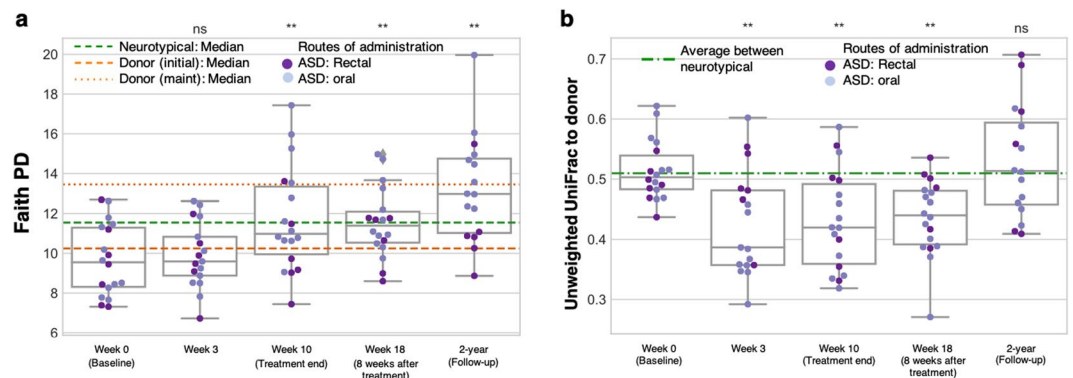 a
ns
**
**
**
Neurotypical: Median
Donor (initial): Median
Donor (maint): Median
Routes of administration
ASD: Rectal
ASD: oral
Faith PD
20
18
16
14
12
10
8
6
Week 0
(Baseline)
Week 3
Week 10
(Treatment end)
Week 18
(8 weeks after
treatment)
2-year
(Follow-up)
b
**
**
**
ns
Average between
neurotypical
Routes of administration
ASD: Rectal
ASD: oral
Unweighted UniFrac to donor
0.7
0.6
0.5
0.4
0.3
Week 0
(Baseline)
Week 3
Week 10
(Treatment end)
Week 18
(8 weeks after
treatment)
2-year
(Follow-up)